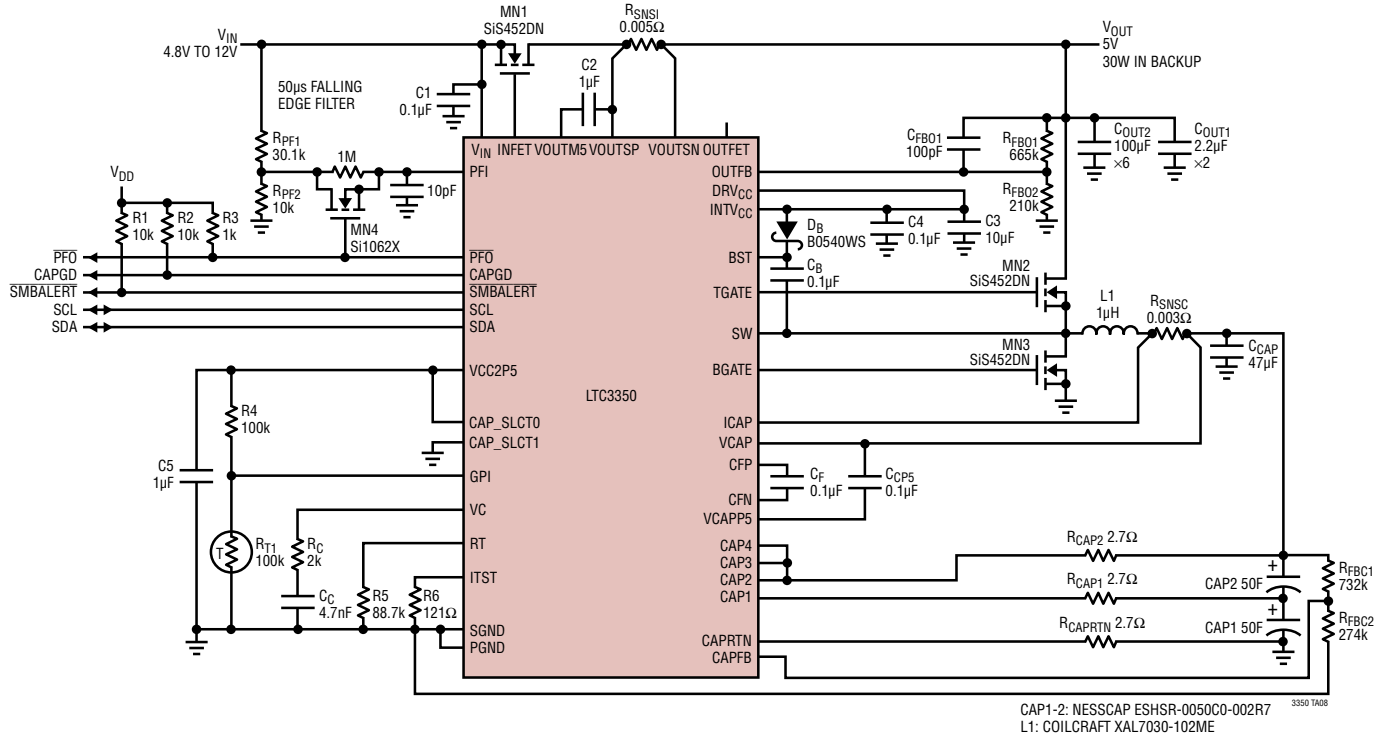 MN1
SiS452DN
RSNSI
0.005Ω
VIN
4.8V TO 12V
VOUT
5V
30W IN BACKUP
50µs FALLING
EDGE FILTER
C1
0.1µF
C2
1µF
RPF1
30.1k
CFBO1
100pF
RFBO1
665k
COUT2
100µF
×6
COUT1
2.2µF
×2
VIN INFET VOUTM5 VOUTSP VOUTSN OUTFET
1M
PFI
OUTFB
VDD
RPF2
10k
10pF
DRVCC
RFBO2
210k
INTVCC
R1
10k
R2
10k
R3
1k
MN4
Si1062X
DB
B0540WS
C4
0.1µF
C3
10µF
PFO
PFO
BST
CAPGD
CAPGD
CB
0.1µF
MN2
SiS452DN
SMBALERT
SMBALERT
TGATE
L1
1µH
RSNSC
0.003Ω
SCL
SCL
SDA
SDA
SW
MN3
SiS452DN
CCAP
47µF
VCC2P5
BGATE
LTC3350
R4
100k
CAP_SLCT0
ICAP
CAP_SLCT1
VCAP
C5
1µF
GPI
CFP
CF
0.1µF
CCP5
0.1µF
CFN
VC
VCAPP5
T
RT1
100k
RC
2k
RT
CAP4
RCAP2 2.7Ω
CAP3
ITST
CAP2
RCAP1 2.7Ω
+
CAP2 50F
RFBC1
732k
CC
4.7nF
R5
88.7k
R6
121Ω
CAP1
+
SGND
CAP1 50F
RFBC2
274k
PGND
CAPRTN
RCAPRTN 2.7Ω
CAPFB
CAP1-2: NESSCAP ESHSR-0050C0-002R7
3350 TA08
L1: COILCRAFT XAL7030-102ME